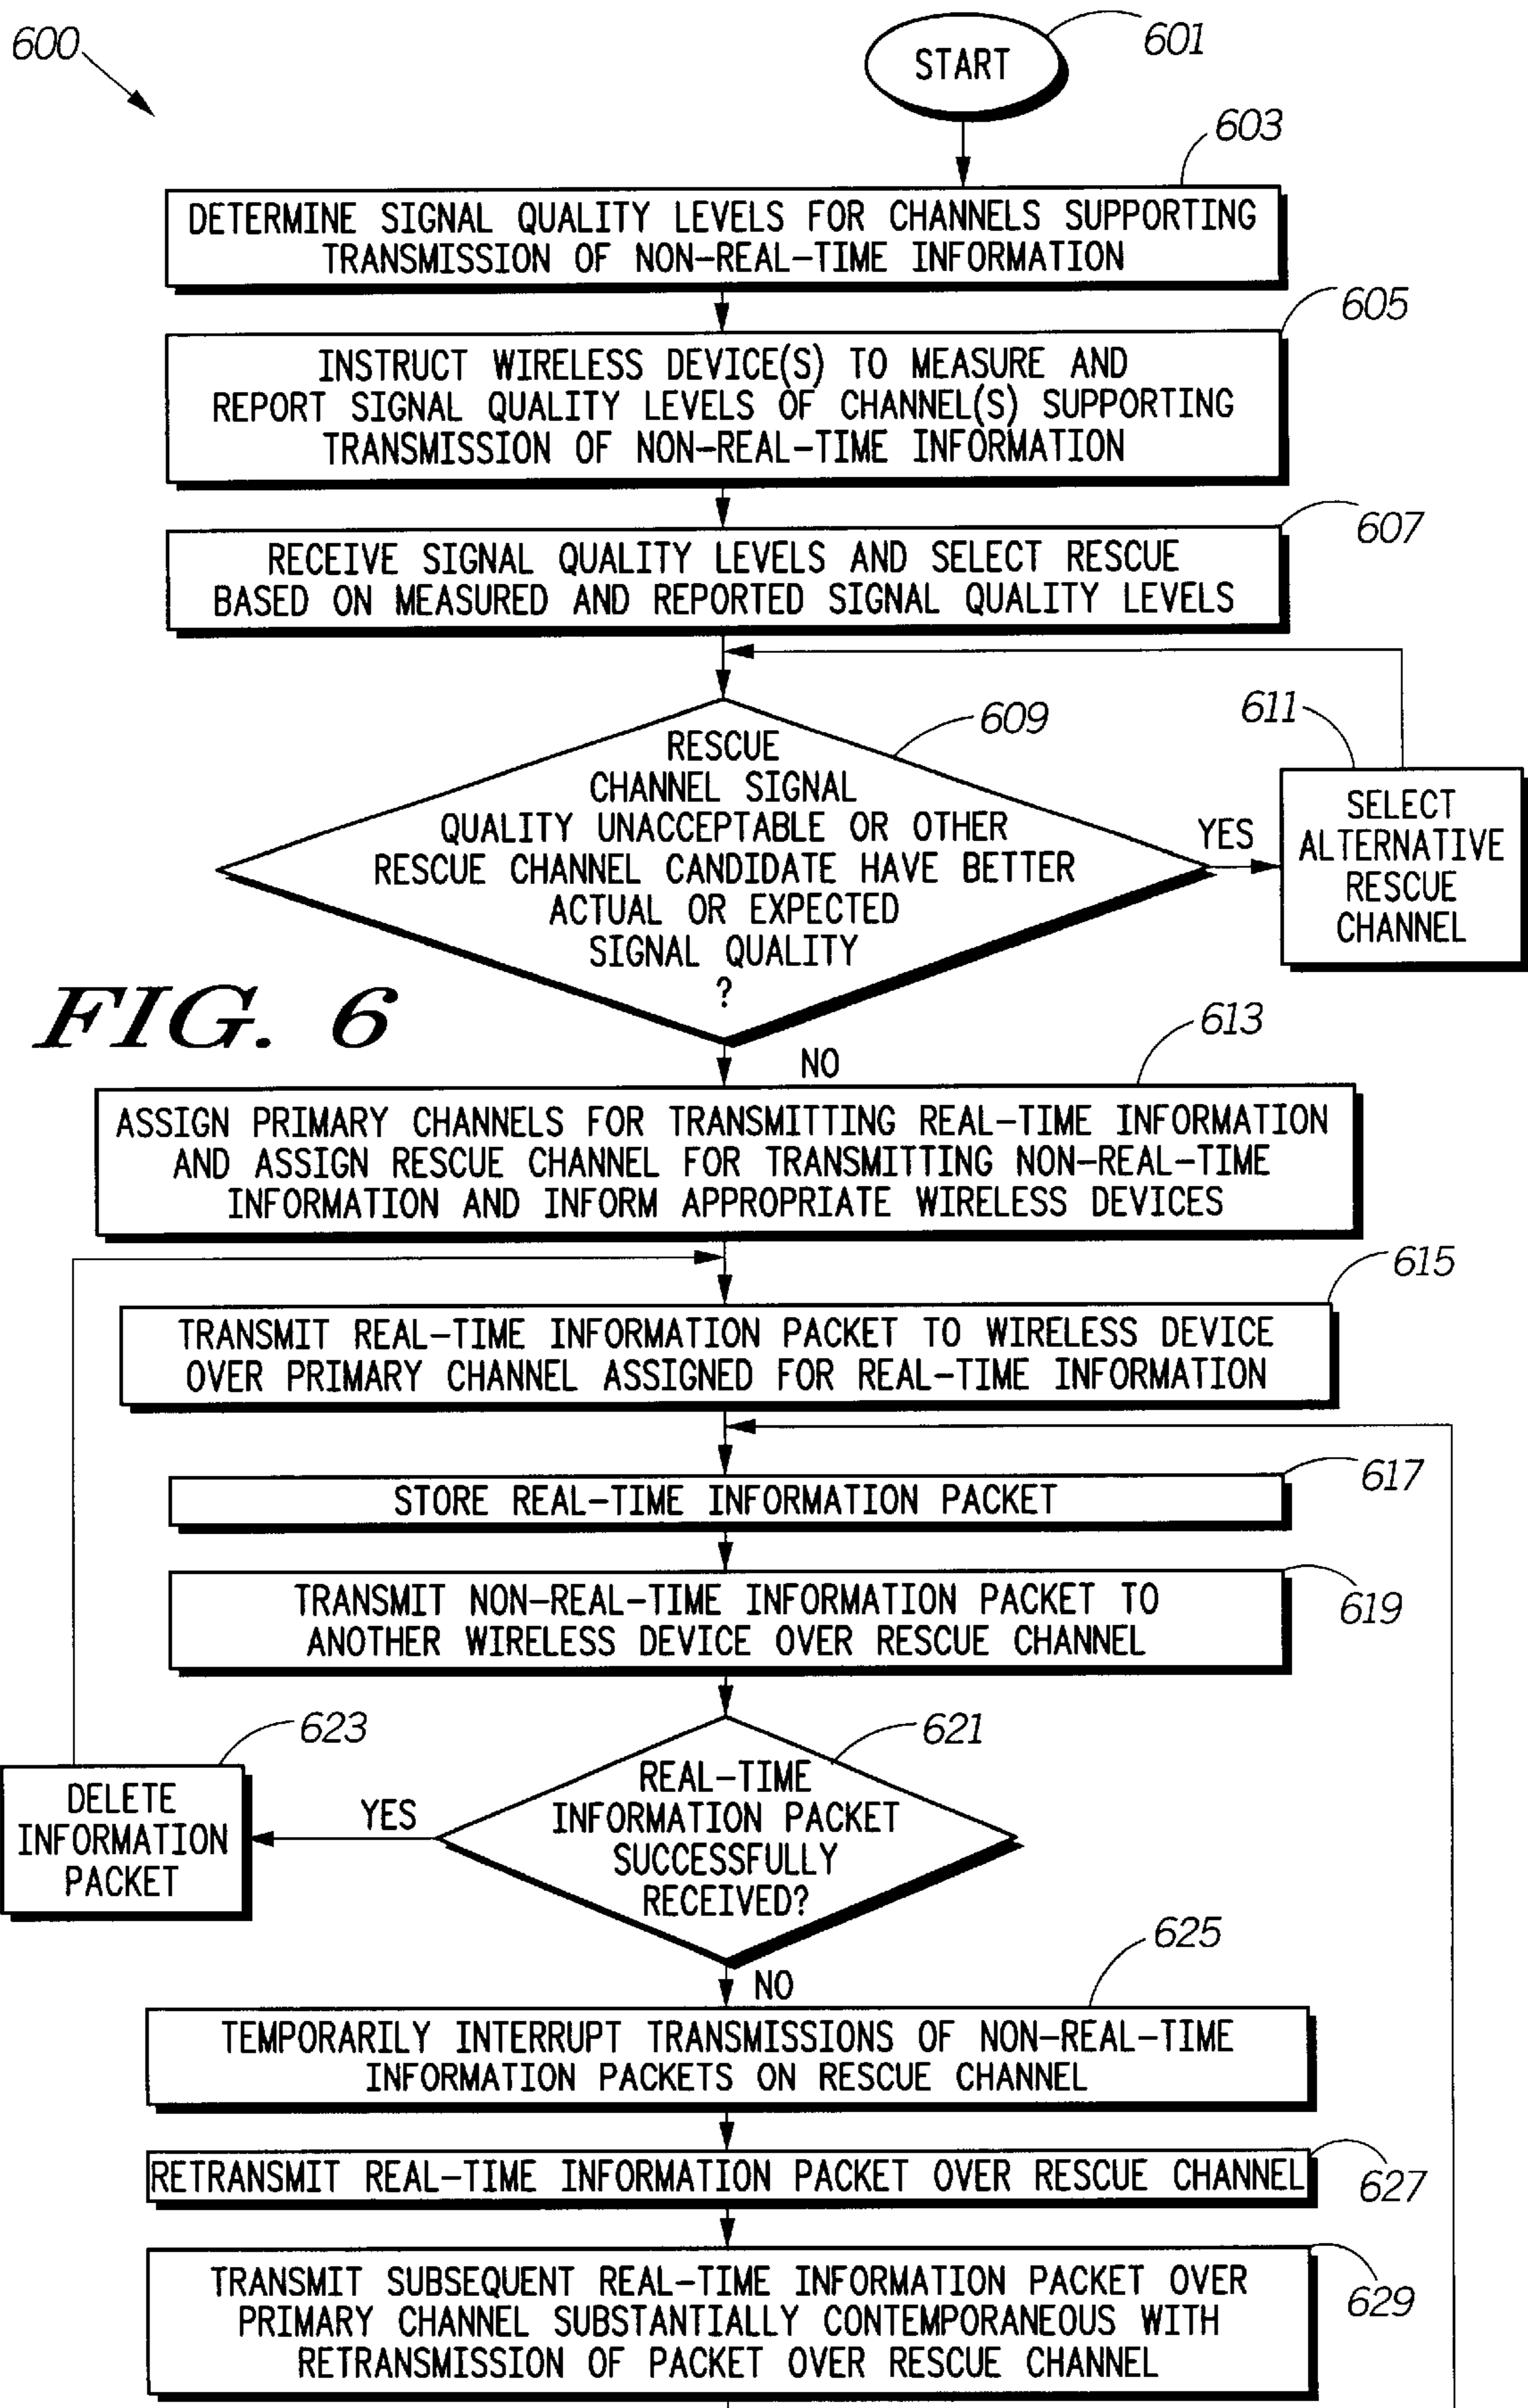 600
START
601
603
DETERMINE SIGNAL QUALITY LEVELS FOR CHANNELS SUPPORTING
TRANSMISSION OF NON-REAL-TIME INFORMATION
605
INSTRUCT WIRELESS DEVICE(S) TO MEASURE AND
REPORT SIGNAL QUALITY LEVELS OF CHANNEL(S) SUPPORTING
TRANSMISSION OF NON-REAL-TIME INFORMATION
607
RECEIVE SIGNAL QUALITY LEVELS AND SELECT RESCUE
BASED ON MEASURED AND REPORTED SIGNAL QUALITY LEVELS
609
RESCUE
CHANNEL SIGNAL
QUALITY UNACCEPTABLE OR OTHER
RESCUE CHANNEL CANDIDATE HAVE BETTER
ACTUAL OR EXPECTED
SIGNAL QUALITY
?
YES
611
SELECT
ALTERNATIVE
RESCUE
CHANNEL
FIG. 6
NO
613
ASSIGN PRIMARY CHANNELS FOR TRANSMITTING REAL-TIME INFORMATION
AND ASSIGN RESCUE CHANNEL FOR TRANSMITTING NON-REAL-TIME
INFORMATION AND INFORM APPROPRIATE WIRELESS DEVICES
615
TRANSMIT REAL-TIME INFORMATION PACKET TO WIRELESS DEVICE
OVER PRIMARY CHANNEL ASSIGNED FOR REAL-TIME INFORMATION
617
STORE REAL-TIME INFORMATION PACKET
619
TRANSMIT NON-REAL-TIME INFORMATION PACKET TO
ANOTHER WIRELESS DEVICE OVER RESCUE CHANNEL
621
REAL-TIME
INFORMATION PACKET
SUCCESSFULLY
RECEIVED?
YES
623
DELETE
INFORMATION
PACKET
NO
625
TEMPORARILY INTERRUPT TRANSMISSIONS OF NON-REAL-TIME
INFORMATION PACKETS ON RESCUE CHANNEL
RETRANSMIT REAL-TIME INFORMATION PACKET OVER RESCUE CHANNEL
627
TRANSMIT SUBSEQUENT REAL-TIME INFORMATION PACKET OVER
PRIMARY CHANNEL SUBSTANTIALLY CONTEMPORANEOUS WITH
RETRANSMISSION OF PACKET OVER RESCUE CHANNEL
629